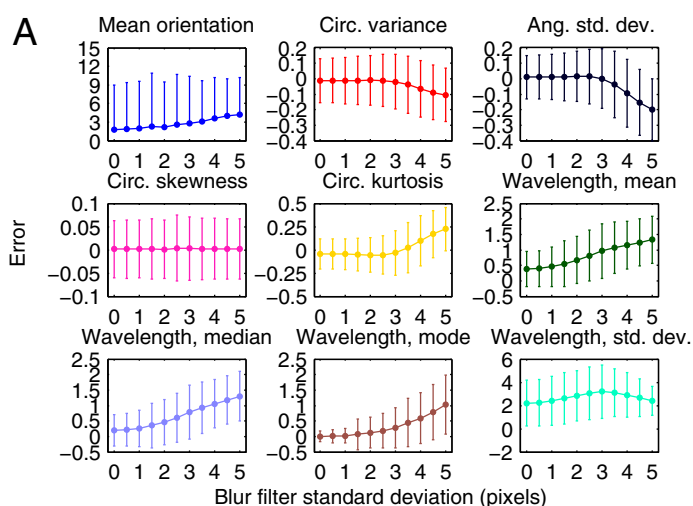 A
Mean orientation
Circ. variance
Ang. std. dev.
15
12
9
6
3
0
0 1 2 3 4 5
0.2
0.1
0
−0.1
−0.2
−0.3
−0.4
0 1 2 3 4 5
0.2
0.1
0
−0.1
−0.2
−0.3
−0.4
0 1 2 3 4 5
Circ. skewness
Circ. kurtosis
Wavelength, mean
Error
0.1
0.05
0
−0.05
−0.1
0 1 2 3 4 5
0.5
0.25
0
−0.25
−0.5
0 1 2 3 4 5
2.5
1.5
0.5
0
−0.5
0 1 2 3 4 5
Wavelength, median
Wavelength, mode
Wavelength, std. dev.
2.5
1.5
0.5
0
−0.5
0 1 2 3 4 5
2.5
1.5
0.5
0
−0.5
0 1 2 3 4 5
6
4
2
0
−2
0 1 2 3 4 5
Blur filter standard deviation (pixels)